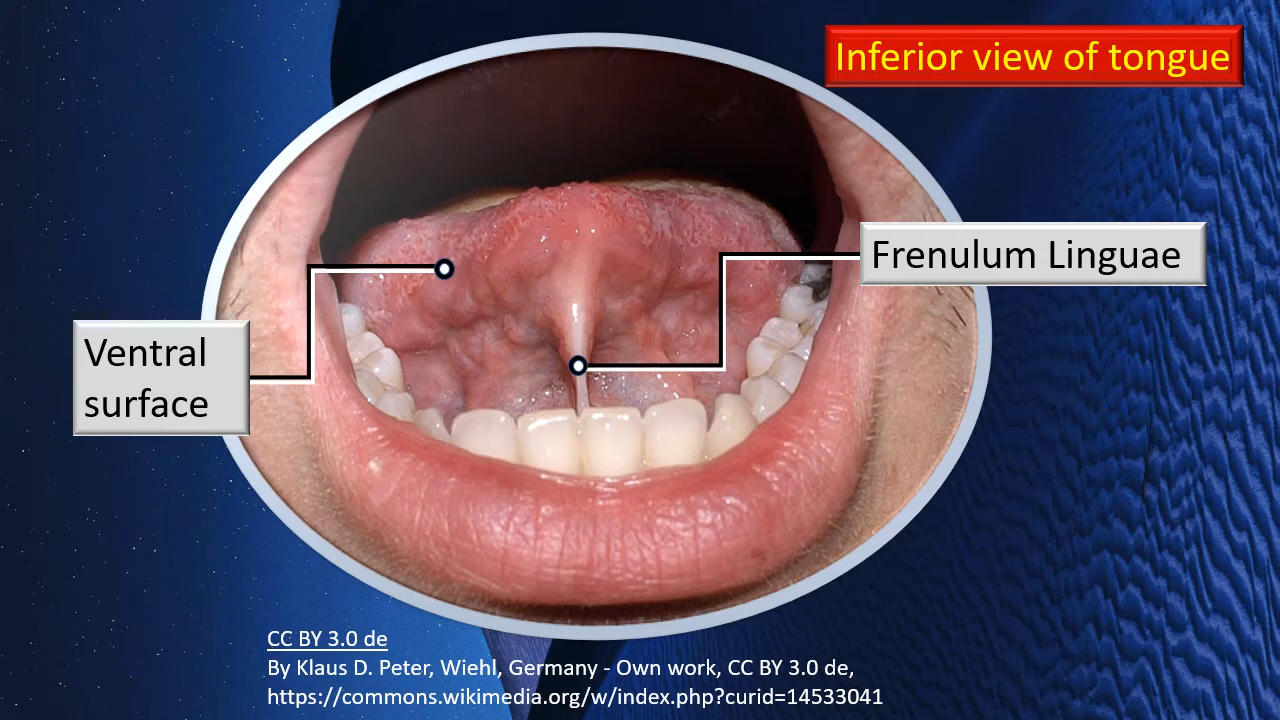 Inferior view of tongue
Frenulum Linguae
Ventral
surface
CC BY 3.0 de
By Klaus D. Peter, Wiehl, Germany - Own work, CC BY 3.0 de,
https://commons.wikimedia.org/w/index.php?curid=14533041